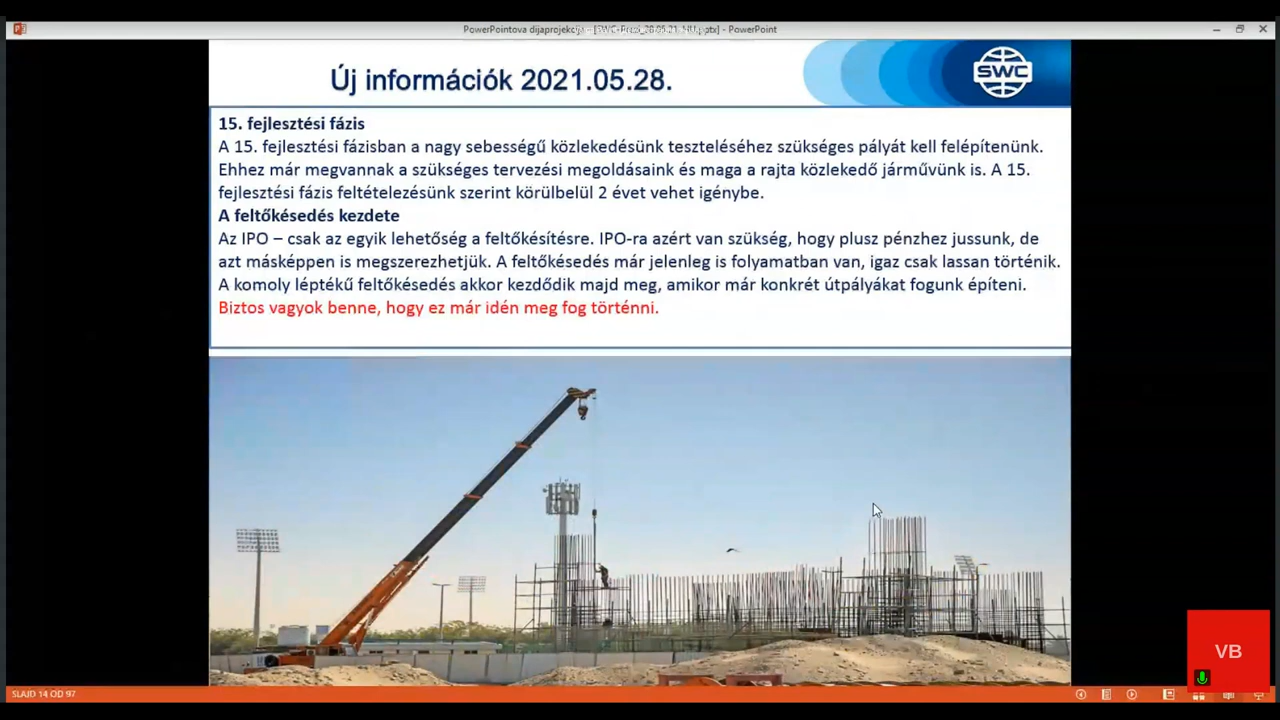 PowerPointova dijaprojekcija - [SWC_Prez_28.05.21_HU.pptx] - PowerPoint
Új információk 2021.05.28.
SWC
15. fejlesztési fázis
A 15. fejlesztési fázisban a nagy sebességű közlekedésünk teszteléséhez szükséges pályát kell felépítenünk.
Ehhez már megvannak a szükséges tervezési megoldásaink és maga a rajta közlekedő járművünk is. A 15.
fejlesztési fázis feltételezésünk szerint körülbelül 2 évet vehet igénybe.
A feltőkésedés kezdete
Az IPO – csak az egyik lehetőség a feltőkésítésre. IPO-ra azért van szükség, hogy plusz pénzhez jussunk, de
azt másképpen is megszerezhetjük. A feltőkésedés már jelenleg is folyamatban van, igaz csak lassan történik.
A komoly léptékű feltőkésedés akkor kezdődik majd meg, amikor már konkrét útpályákat fogunk építeni.
Biztos vagyok benne, hogy ez már idén meg fog történni.
VB
SLAJD 14 OD 97